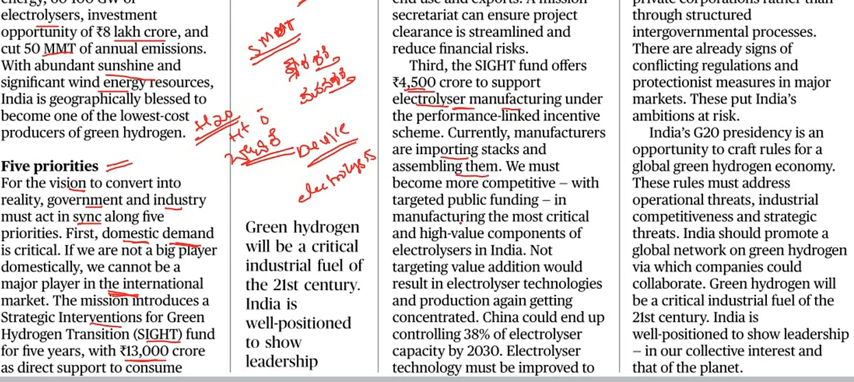 energy, 60-100 GW of
electrolysers, investment
opportunity of ₹8 lakh crore, and
cut 50 MMT of annual emissions.
With abundant sunshine and
significant wind energy resources,
India is geographically blessed to
become one of the lowest-cost
producers of green hydrogen.
Five priorities
For the vision to convert into
reality, government and industry
must act in sync along five
priorities. First, domestic demand
is critical. If we are not a big player
domestically, we cannot be a
major player in the international
market. The mission introduces a
Strategic Interventions for Green
Hydrogen Transition (SIGHT) fund
for five years, with ₹13,000 crore
as direct support to consume
SMART
H2O
Device
electrolysis
Green hydrogen
will be a critical
industrial fuel of
the 21st century.
India is
well-positioned
to show
leadership
end use and exports. A mission
secretariat can ensure project
clearance is streamlined and
reduce financial risks.
Third, the SIGHT fund offers
₹4,500 crore to support
electrolyser manufacturing under
the performance-linked incentive
scheme. Currently, manufacturers
are importing stacks and
assembling them. We must
become more competitive – with
targeted public funding – in
manufacturing the most critical
and high-value components of
electrolysers in India. Not
targeting value addition would
result in electrolyser technologies
and production again getting
concentrated. China could end up
controlling 38% of electrolyser
capacity by 2030. Electrolyser
technology must be improved to
private corporations rather than
through structured
intergovernmental processes.
There are already signs of
conflicting regulations and
protectionist measures in major
markets. These put India's
ambitions at risk.
India's G20 presidency is an
opportunity to craft rules for a
global green hydrogen economy.
These rules must address
operational threats, industrial
competitiveness and strategic
threats. India should promote a
global network on green hydrogen
via which companies could
collaborate. Green hydrogen will
be a critical industrial fuel of the
21st century. India is
well-positioned to show leadership
– in our collective interest and
that of the planet.